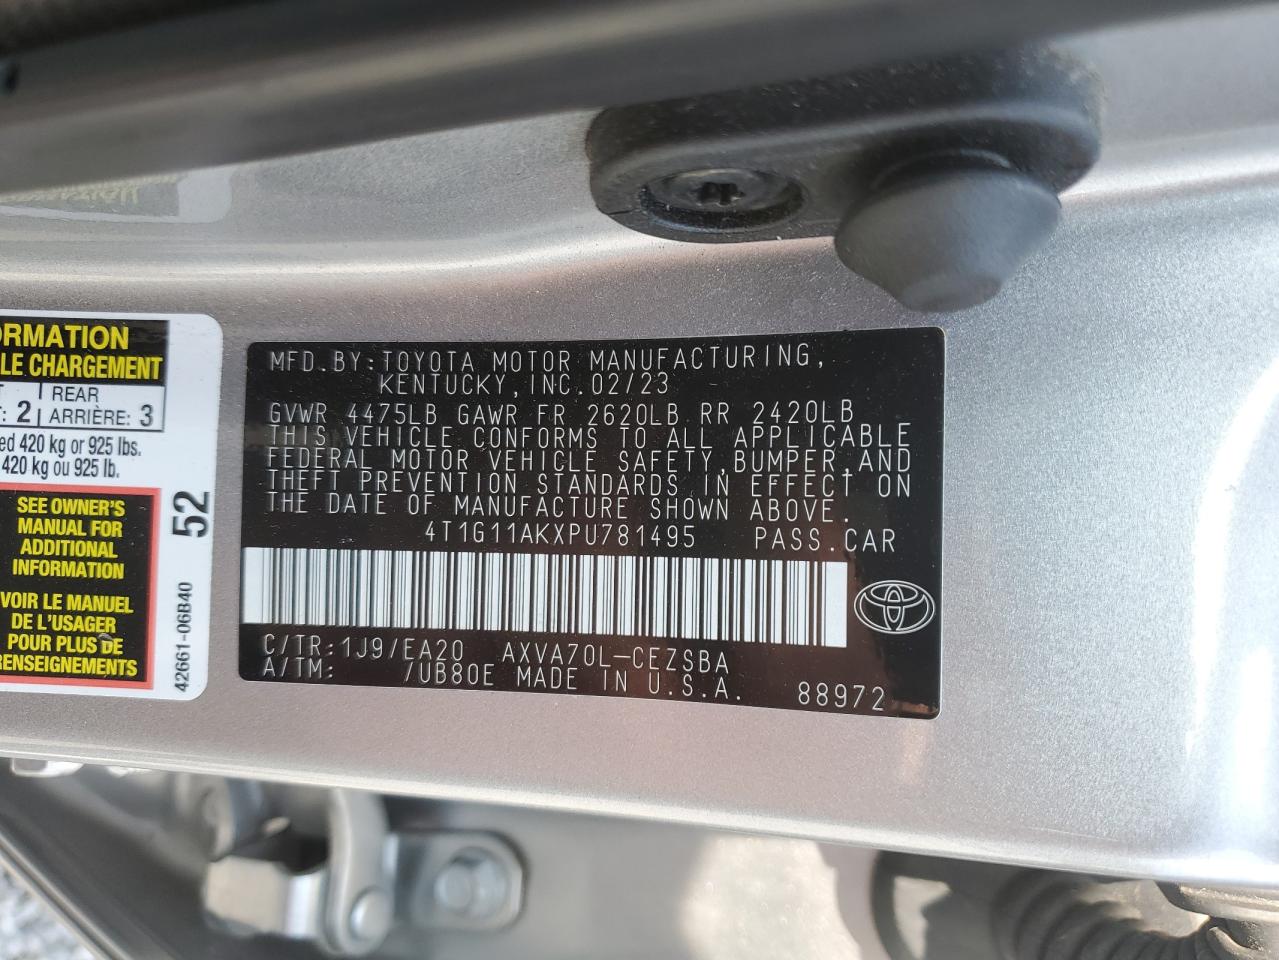 ORMATION
LE CHARGEMENT
2 REAR
ARRIÈRE: 3
420 kg or 925 lbs.
420 kg ou 925 lb.
SEE OWNER'S
MANUAL FOR
ADDITIONAL
INFORMATION
VOIR LE MANUEL
DE L'USAGER
POUR PLUS DE
RENSEIGNEMENTS
52
42661-06B40
MFD.BY:TOYOTA MOTOR MANUFACTURING,
KENTUCKY,INC.02/23
GVWR 4475LB GAWR FR 2620LB RR 2420LB
THIS VEHICLE CONFORMS TO ALL APPLICABLE
FEDERAL MOTOR VEHICLE SAFETY,BUMPER,AND
THEFT PREVENTION STANDARDS IN EFFECT ON
THE DATE OF MANUFACTURE SHOWN ABOVE.
4T1G11AKXPU781495 PASS.CAR
C/TR:1J9/EA20 AXVA70L-CEZSBA
A/TM: /UB80E MADE IN U.S.A. 88972